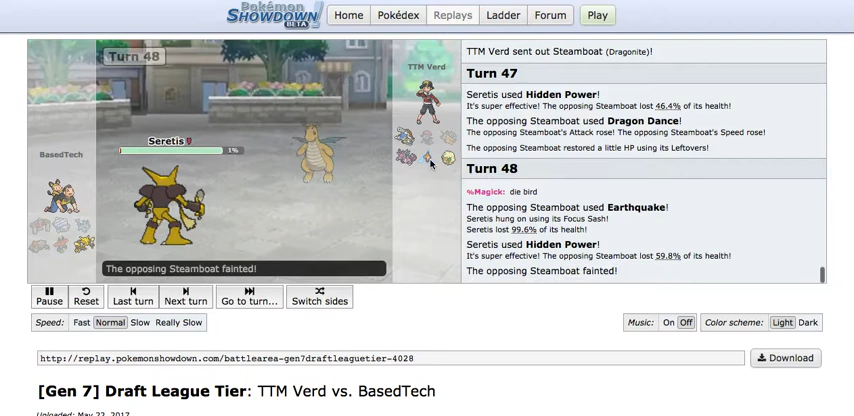 Pokémon
SHOWDOWN!
BETA
Home
Pokédex
Replays
Ladder
Forum
Play
Turn 48
TTM Verd
BasedTech
Seretis
1%
The opposing Steamboat fainted!
TTM Verd sent out Steamboat (Dragonite)!
Turn 47
Seretis used Hidden Power!
It's super effective! The opposing Steamboat lost 46.4% of its health!
The opposing Steamboat used Dragon Dance!
The opposing Steamboat's Attack rose! The opposing Steamboat's Speed rose!
The opposing Steamboat restored a little HP using its Leftovers!
Turn 48
%Magick: die bird
The opposing Steamboat used Earthquake!
Seretis hung on using its Focus Sash!
Seretis lost 99.6% of its health!
Seretis used Hidden Power!
It's super effective! The opposing Steamboat lost 59.8% of its health!
The opposing Steamboat fainted!
Pause
Reset
Last turn
Next turn
Go to turn...
Switch sides
Speed: Fast Normal Slow Really Slow
Music: On Off
Color scheme: Light Dark
http://replay.pokemonshowdown.com/battlearea-gen7draftleaguetier-4028
Download
[Gen 7] Draft League Tier: TTM Verd vs. BasedTech
Uploaded: May 22, 2017